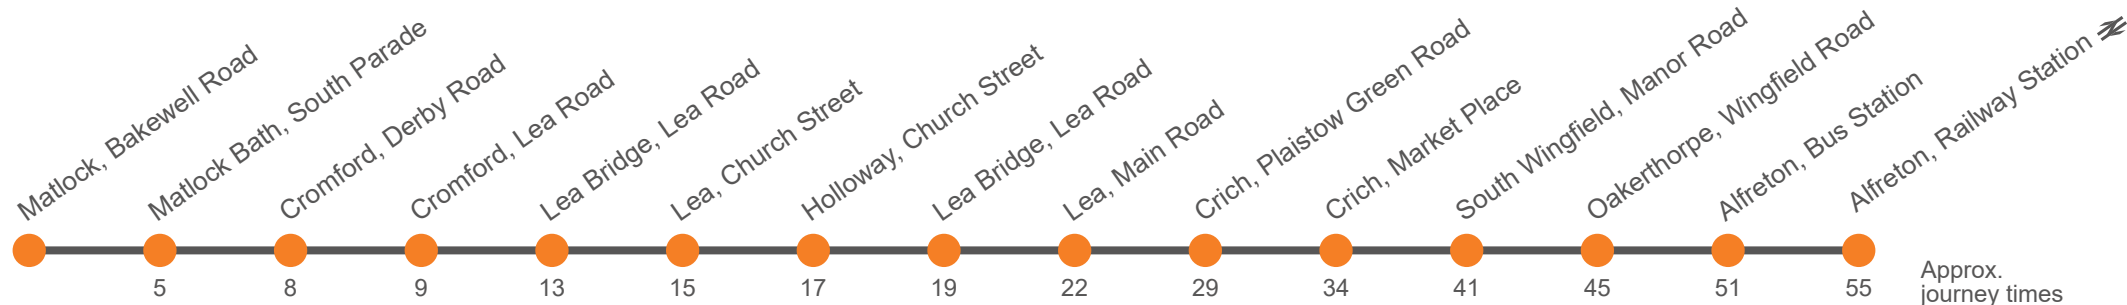 Matlock, Bakewell Road
Matlock Bath, South Parade
Cromford, Derby Road
Cromford, Lea Road
Lea Bridge, Lea Road
Lea, Church Street
Holloway, Church Street
Lea Bridge, Lea Road
Lea, Main Road
Crich, Plaistow Green Road
Crich, Market Place
South Wingfield, Manor Road
Oakerthorpe, Wingfield Road
Alfreton, Bus Station
Alfreton, Railway Station
5 8 9 13 15 17 19 22 29 34 41 45 51 55
Approx.
journey times